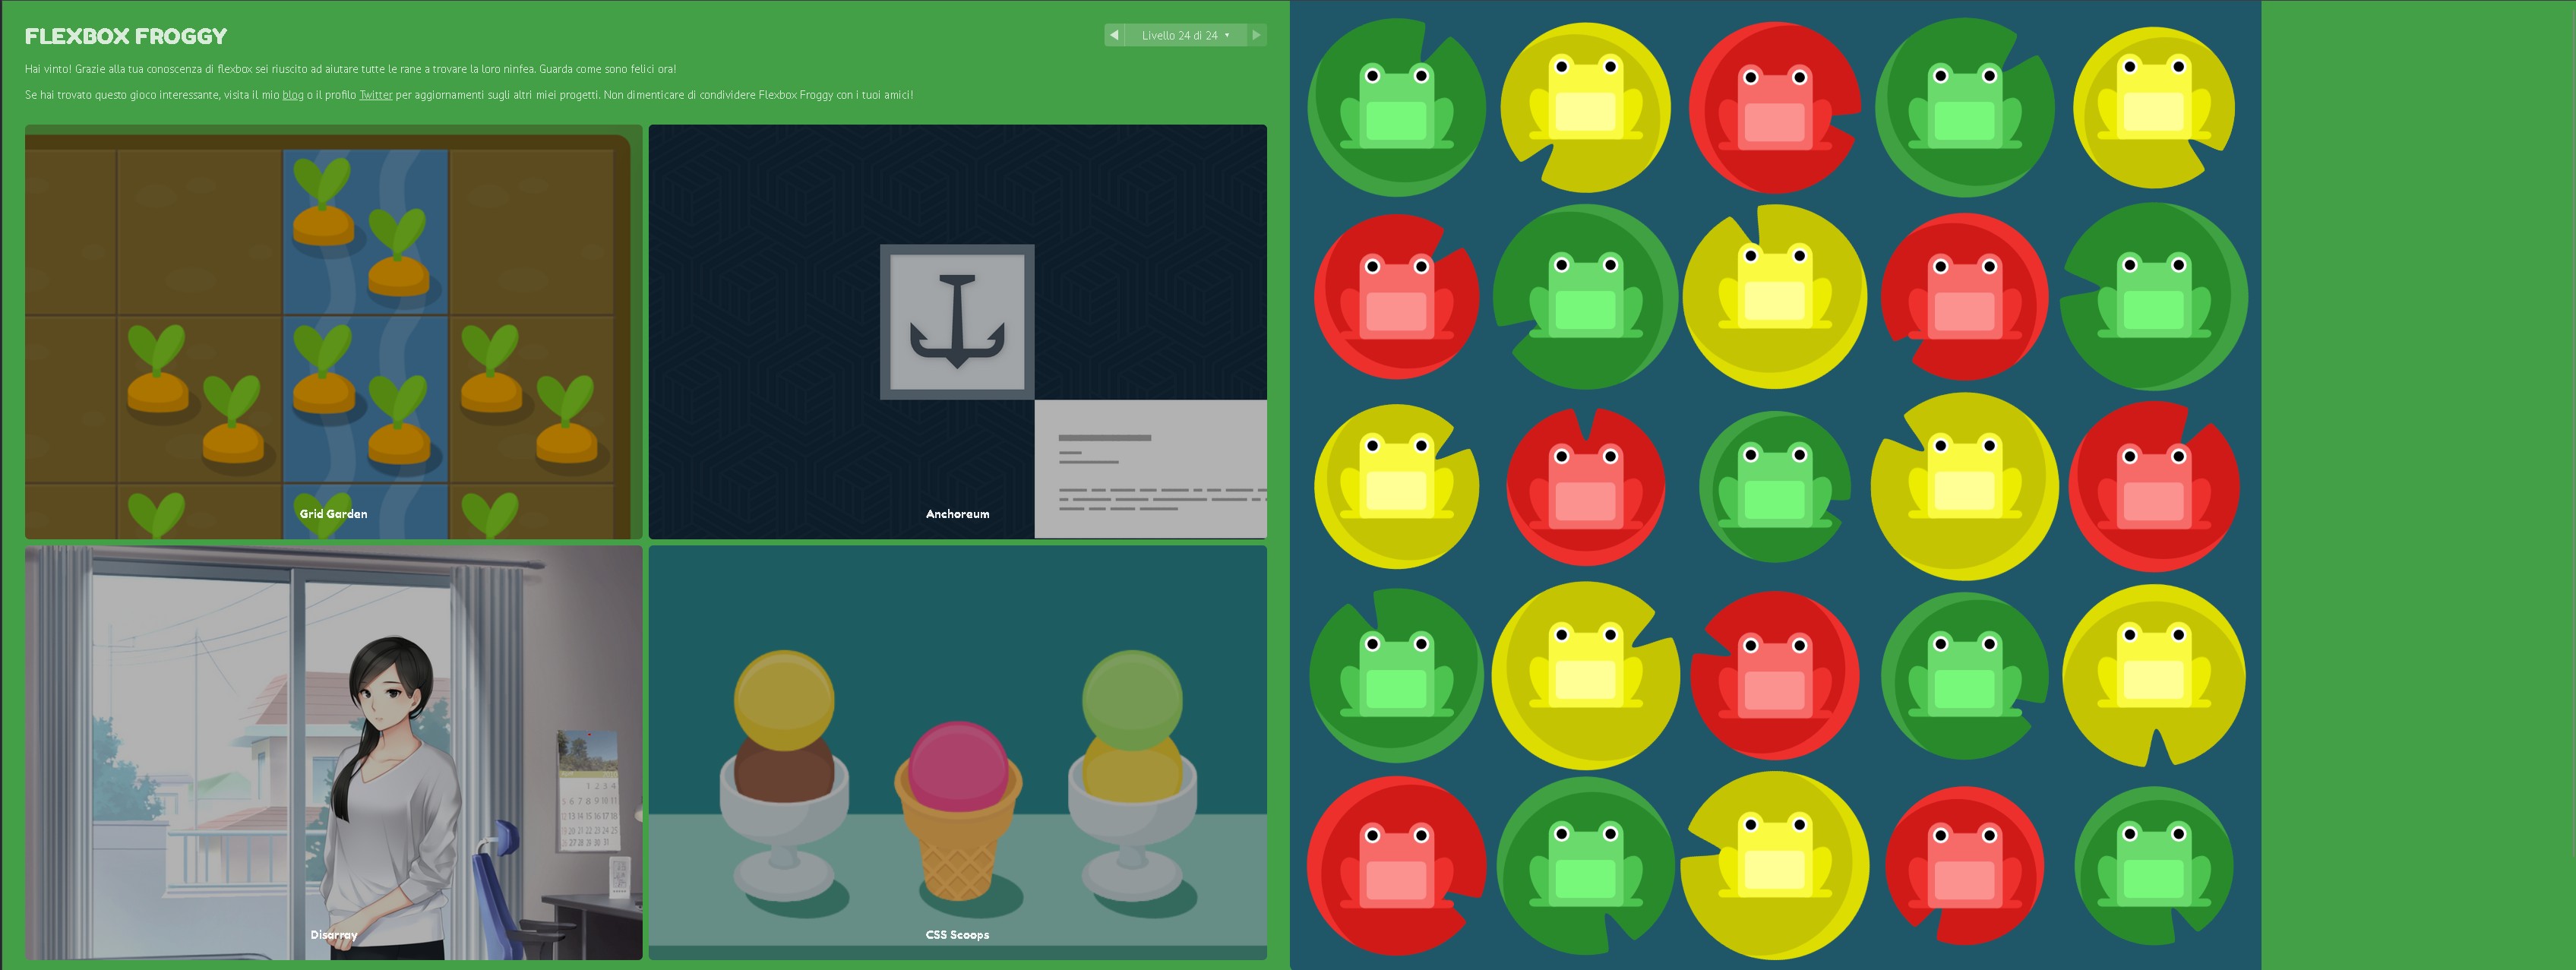 FLEXBOX FROGGY
Livello 24 di 24 ▾
Hai vinto! Grazie alla tua conoscenza di flexbox sei riuscito ad aiutare tutte le rane a trovare la loro ninfea. Guarda come sono felici ora!
Se hai trovato questo gioco interessante, visita il mio blog o il profilo Twitter per aggiornamenti sugli altri miei progetti. Non dimenticare di condividere Flexbox Froggy con i tuoi amici!
Grid Garden
Anchoreum
Disarray
CSS Scoops